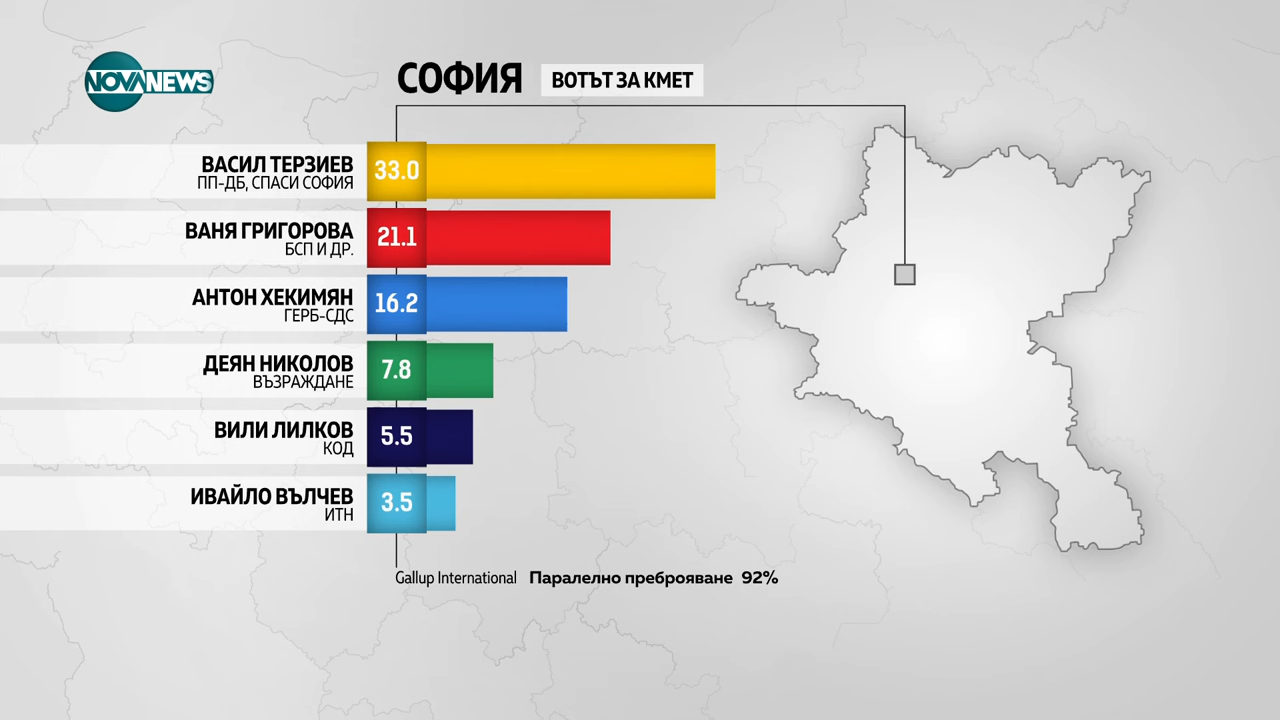 NOVANEWS
СОФИЯ ВОТЪТ ЗА КМЕТ
ВАСИЛ ТЕРЗИЕВ
ПП-ДБ, СПАСИ СОФИЯ
33.0
ВАНЯ ГРИГОРОВА
БСП И ДР.
21.1
АНТОН ХЕКИМЯН
ГЕРБ-СДС
16.2
ДЕЯН НИКОЛОВ
ВЪЗРАЖДАНЕ
7.8
ВИЛИ ЛИЛКОВ
КОД
5.5
ИВАЙЛО ВЪЛЧЕВ
ИТН
3.5
Gallup International Паралелно преброяване 92%